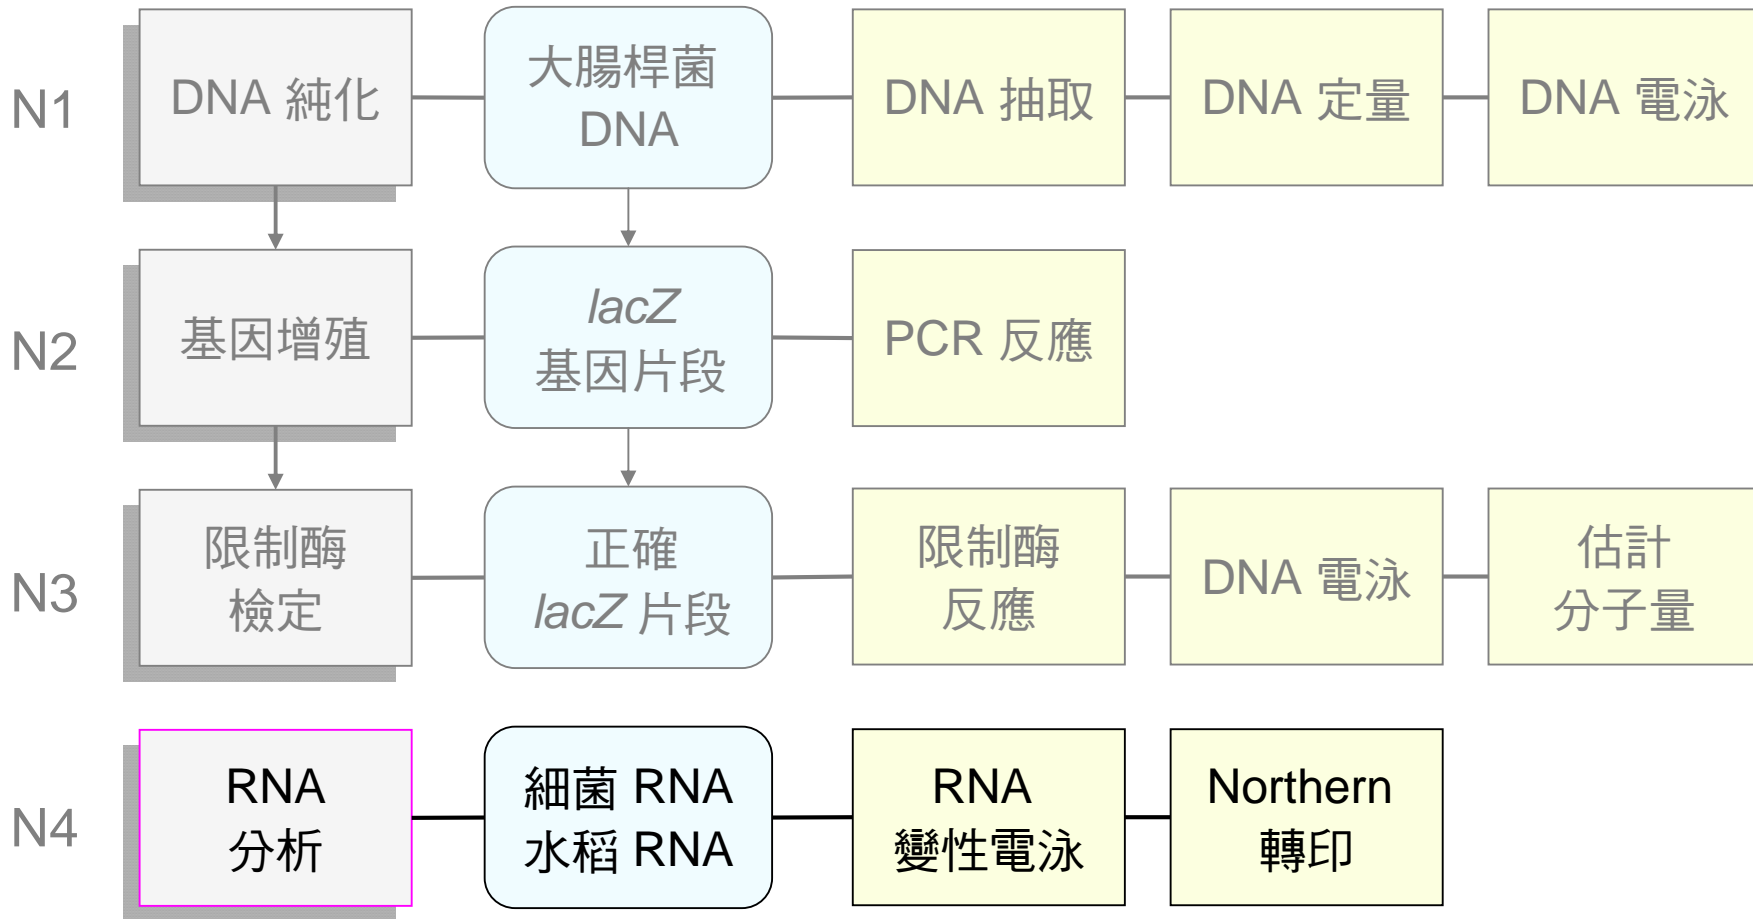 N1
DNA 純化
大腸桿菌
DNA
DNA 抽取
DNA 定量
DNA 電泳
N2
基因增殖
lacZ
基因片段
PCR 反應
N3
限制酶
檢定
正確
lacZ 片段
限制酶
反應
DNA 電泳
估計
分子量
N4
RNA
分析
細菌 RNA
水稻 RNA
RNA
變性電泳
Northern
轉印